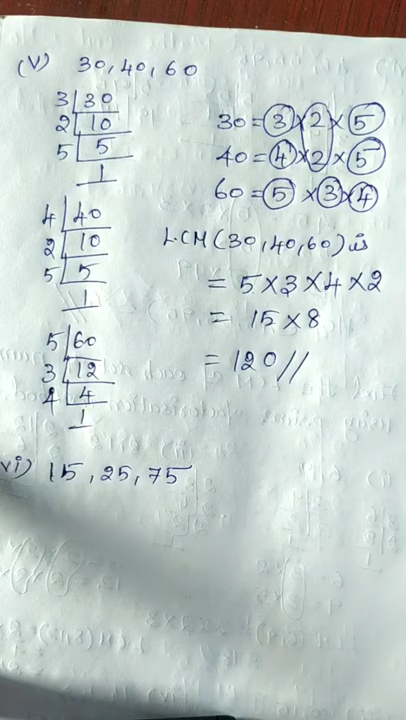 (v) 30, 40, 60
3 | 30
2 | 10
5 | 5
1
30 = 3 x 2 x 5
40 = 4 x 2 x 5
60 = 5 x 3 x 4
4 | 40
2 | 10
5 | 5
1
L.CM (30, 40, 60) is
= 5 x 3 x 4 x 2
= 15 x 8
= 120 //
5 | 60
3 | 12
4 | 4
1
vi) 15, 25, 75